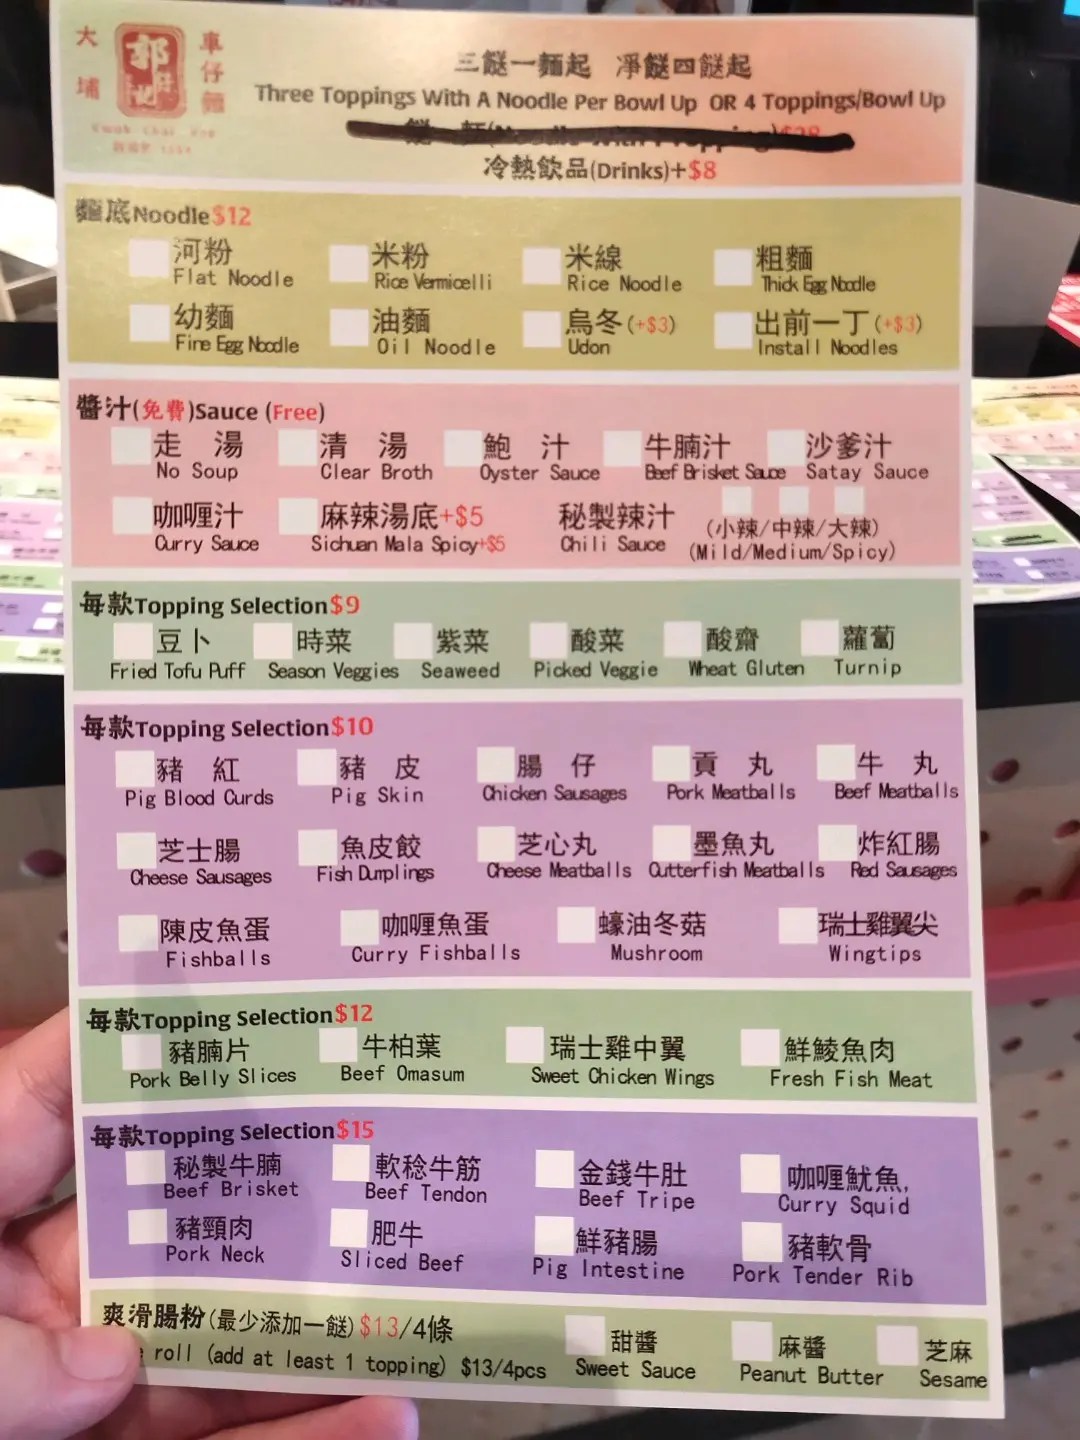 大埔 郭仔記 車仔麵
Kwok Chai Kee
三餸一麵起 淨餸四餸起
Three Toppings With A Noodle Per Bowl Up OR 4 Toppings/Bowl Up
冷熱飲品(Drinks)+$8
麵底Noodle$12
河粉 米粉 米線 粗麵
Flat Noodle Rice Vermicelli Rice Noodle Thick Egg Noodle
幼麵 油麵 烏冬(+$3) 出前一丁(+$3)
Fine Egg Noodle Oil Noodle Udon Install Noodles
醬汁(免費)Sauce (Free)
走湯 清湯 鮑汁 牛腩汁 沙爹汁
No Soup Clear Broth Oyster Sauce Beef Brisket Sauce Satay Sauce
咖喱汁 麻辣湯底+$5 秘製辣汁 (小辣/中辣/大辣)
Curry Sauce Sichuan Mala Spicy+$5 Chili Sauce (Mild/Medium/Spicy)
每款Topping Selection$9
豆卜 時菜 紫菜 酸菜 酸齋 蘿蔔
Fried Tofu Puff Season Veggies Seaweed Picked Veggie Wheat Gluten Turnip
每款Topping Selection$10
豬紅 豬皮 腸仔 貢丸 牛丸
Pig Blood Curds Pig Skin Chicken Sausages Pork Meatballs Beef Meatballs
芝士腸 魚皮餃 芝心丸 墨魚丸 炸紅腸
Cheese Sausages Fish Dumplings Cheese Meatballs Cutterfish Meatballs Red Sausages
陳皮魚蛋 咖喱魚蛋 蠔油冬菇 瑞士雞翼尖
Fishballs Curry Fishballs Mushroom Wingtips
每款Topping Selection$12
豬腩片 牛柏葉 瑞士雞中翼 鮮鯪魚肉
Pork Belly Slices Beef Omasum Sweet Chicken Wings Fresh Fish Meat
每款Topping Selection$15
秘製牛腩 軟稔牛筋 金錢牛肚 咖喱魷魚,
Beef Brisket Beef Tendon Beef Tripe Curry Squid
豬頸肉 肥牛 鮮豬腸 豬軟骨
Pork Neck Sliced Beef Pig Intestine Pork Tender Rib
爽滑腸粉(最少添加一餸)$13/4條 甜醬 麻醬 芝麻
roll (add at least 1 topping) $13/4pcs Sweet Sauce Peanut Butter Sesame